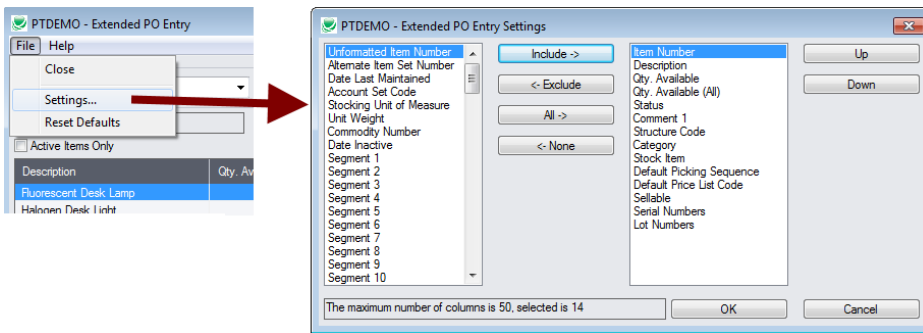 PTDEMO - Extended PO Entry
File Help
Close
Settings...
Reset Defaults
Active Items Only
Description Qty. Av
Fluorescent Desk Lamp
Halogen Desk Light
PTDEMO - Extended PO Entry Settings
Unformatted Item Number
Alternate Item Set Number
Date Last Maintained
Account Set Code
Stocking Unit of Measure
Unit Weight
Commodity Number
Date Inactive
Segment 1
Segment 2
Segment 3
Segment 4
Segment 5
Segment 6
Segment 7
Segment 8
Segment 9
Segment 10
Include ->
<- Exclude
All ->
<- None
Item Number
Description
Qty. Available
Qty. Available (All)
Status
Comment 1
Structure Code
Category
Stock Item
Default Picking Sequence
Default Price List Code
Sellable
Serial Numbers
Lot Numbers
Up
Down
The maximum number of columns is 50, selected is 14
OK
Cancel